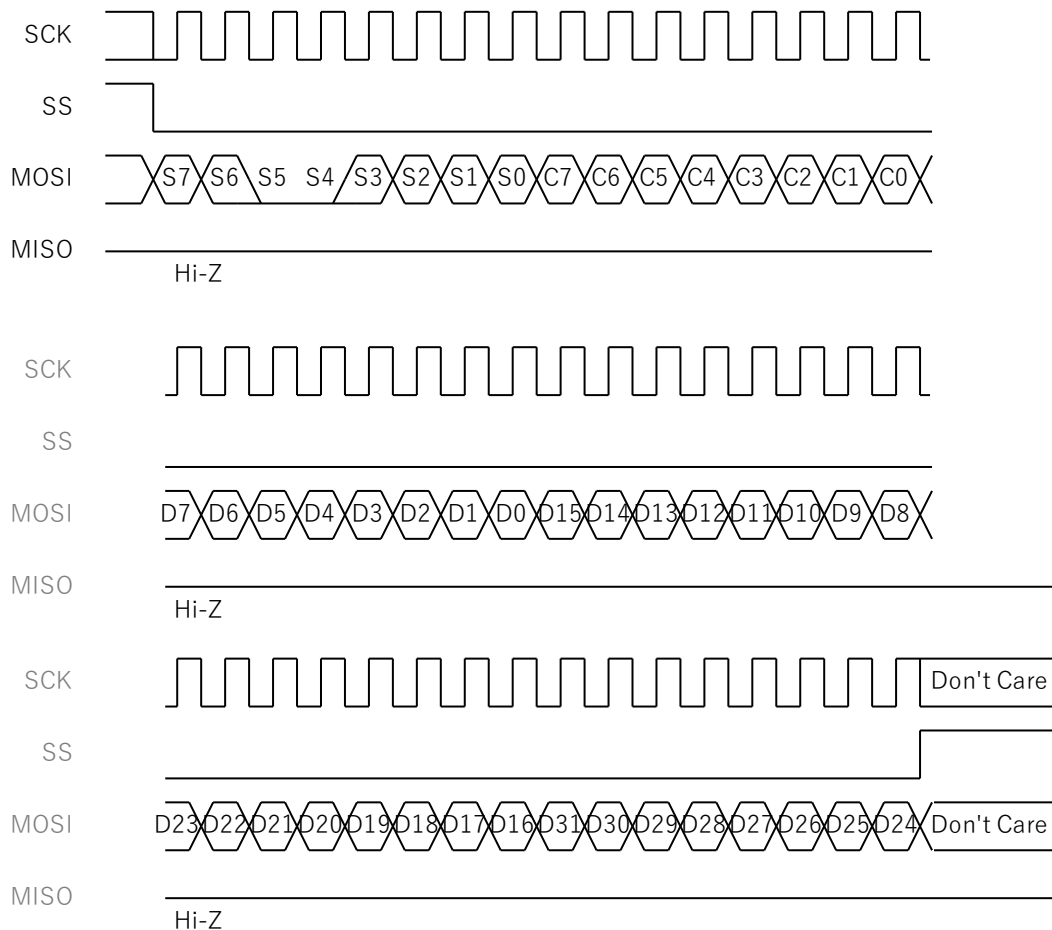 SCK
SS
MOSI S7 S6 S5 S4 S3 S2 S1 S0 C7 C6 C5 C4 C3 C2 C1 C0
MISO
Hi-Z
SCK
SS
MOSI D7 D6 D5 D4 D3 D2 D1 D0 D15 D14 D13 D12 D11 D10 D9 D8
MISO
Hi-Z
SCK Don't Care
SS
MOSI D23 D22 D21 D20 D19 D18 D17 D16 D31 D30 D29 D28 D27 D26 D25 D24 Don't Care
MISO
Hi-Z